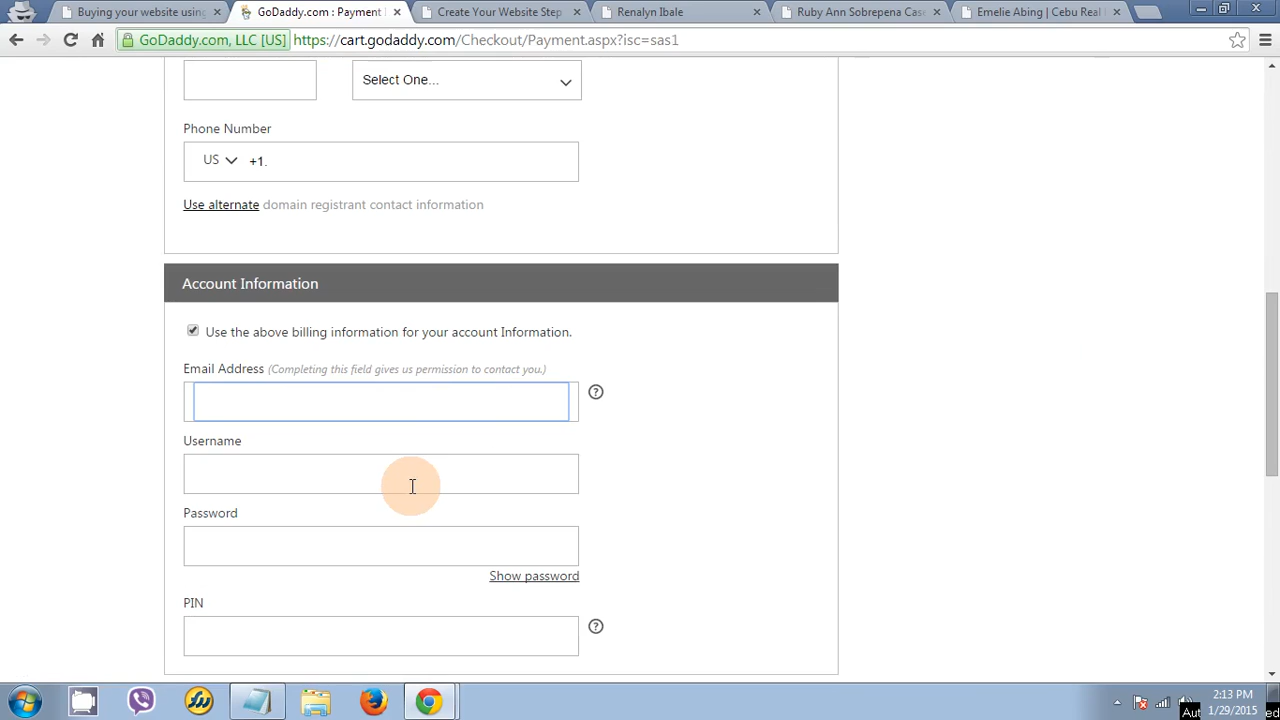 Buying your website using
GoDaddy.com : Payment
Create Your Website Step
Renalyn Ibale
Ruby Ann Sobrepena Case
Emelie Abing | Cebu Real
GoDaddy.com, LLC [US]
https://cart.godaddy.com/Checkout/Payment.aspx?isc=sas1
Select One...
Phone Number
US +1.
Use alternate domain registrant contact information
Account Information
Use the above billing information for your account Information.
Email Address (Completing this field gives us permission to contact you.)
Username
Password
Show password
PIN
2:13 PM
1/29/2015